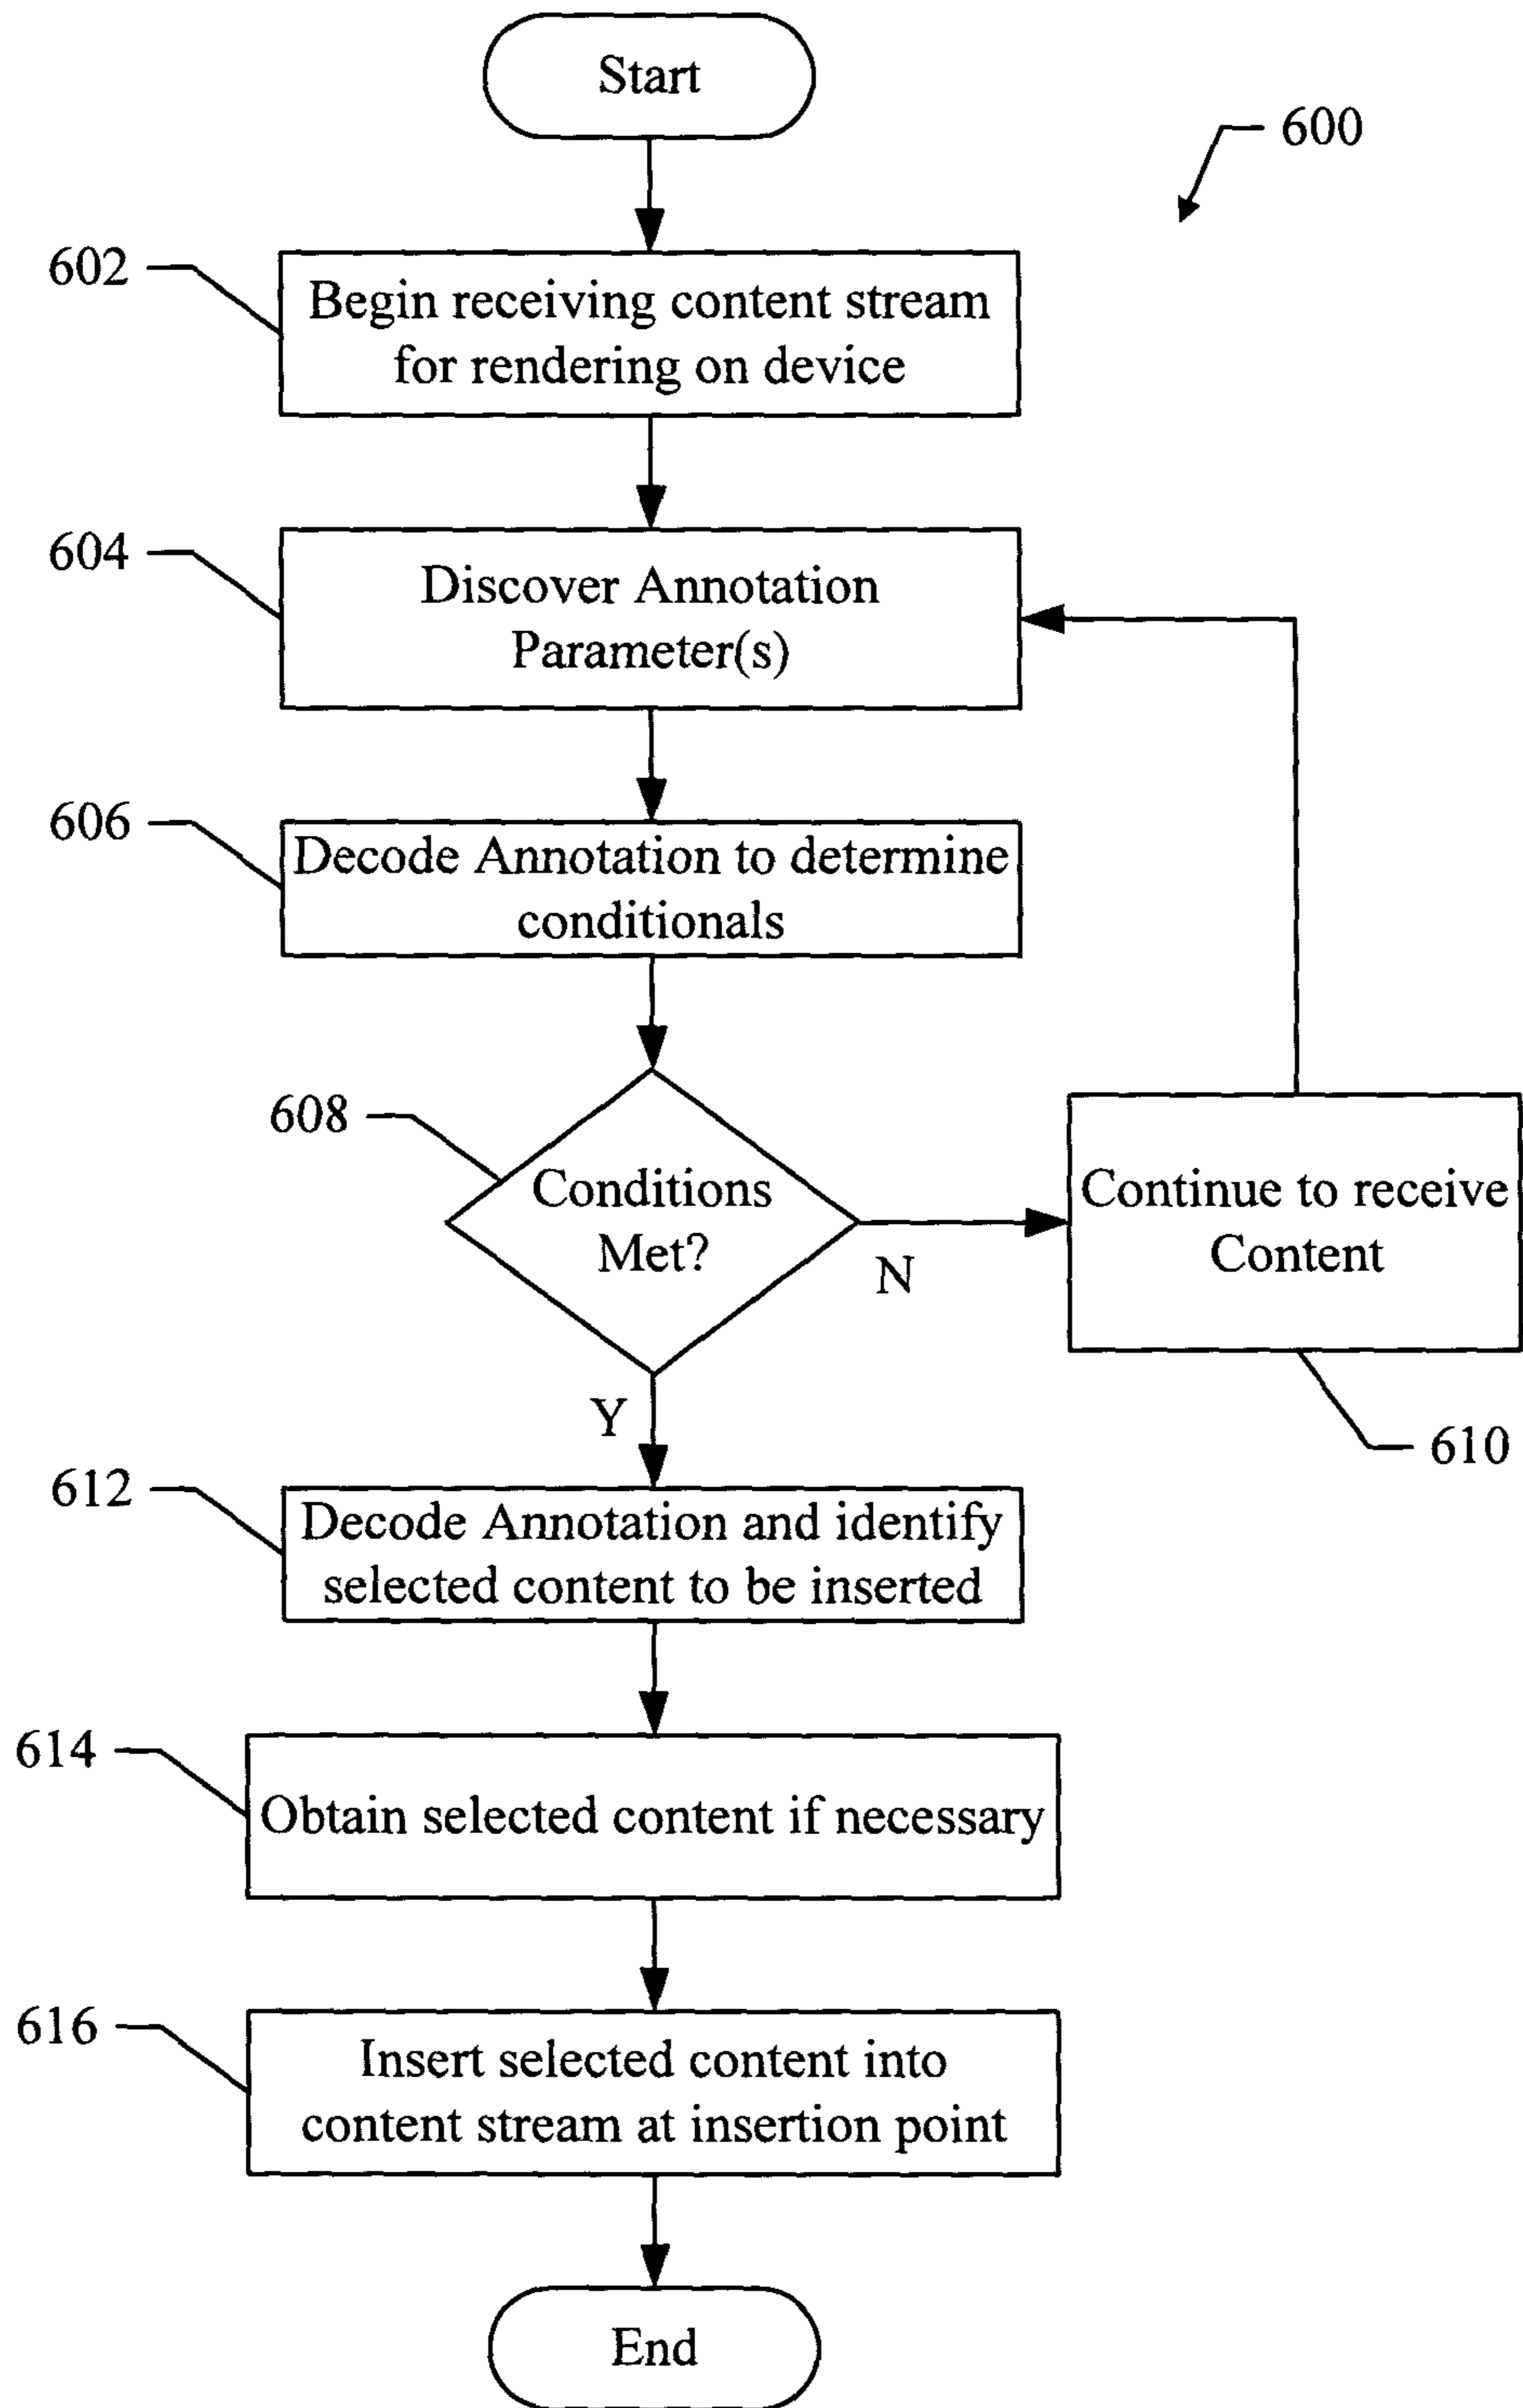 Start
600
602
Begin receiving content stream
for rendering on device
604
Discover Annotation
Parameter(s)
606
Decode Annotation to determine
conditionals
608
Conditions
Met?
N
Continue to receive
Content
610
Y
612
Decode Annotation and identify
selected content to be inserted
614
Obtain selected content if necessary
616
Insert selected content into
content stream at insertion point
End